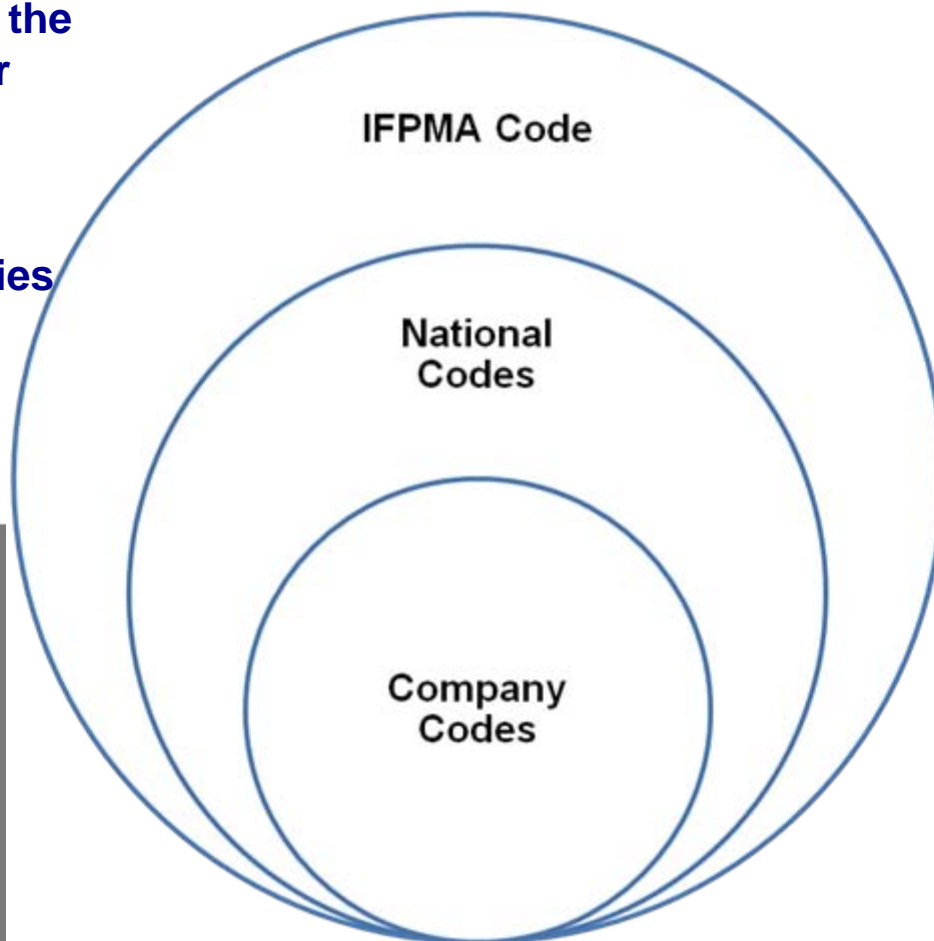 the
r
ies
IFPMA Code
National
Codes
Company
Codes